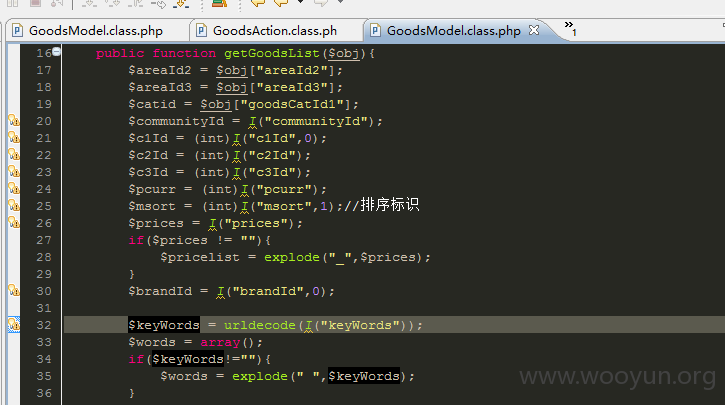 GoodsModel.class.php GoodsAction.class.ph GoodsModel.class.php »1
16 public function getGoodsList($obj){
17 $areaId2 = $obj["areaId2"];
18 $areaId3 = $obj["areaId3"];
19 $catid = $obj["goodsCatId1"];
20 $communityId = I("communityId");
21 $c1Id = (int)I("c1Id",0);
22 $c2Id = (int)I("c2Id");
23 $c3Id = (int)I("c3Id");
24 $pcurr = (int)I("pcurr");
25 $msort = (int)I("msort",1);//排序标识
26 $prices = I("prices");
27 if($prices != ""){
28 $pricelist = explode("_",$prices);
29 }
30 $brandId = I("brandId",0);
31
32 $keyWords = urldecode(I("keyWords"));
33 $words = array();
34 if($keyWords!=""){
35 $words = explode(" ",$keyWords);
36 }
www.wooyun.org